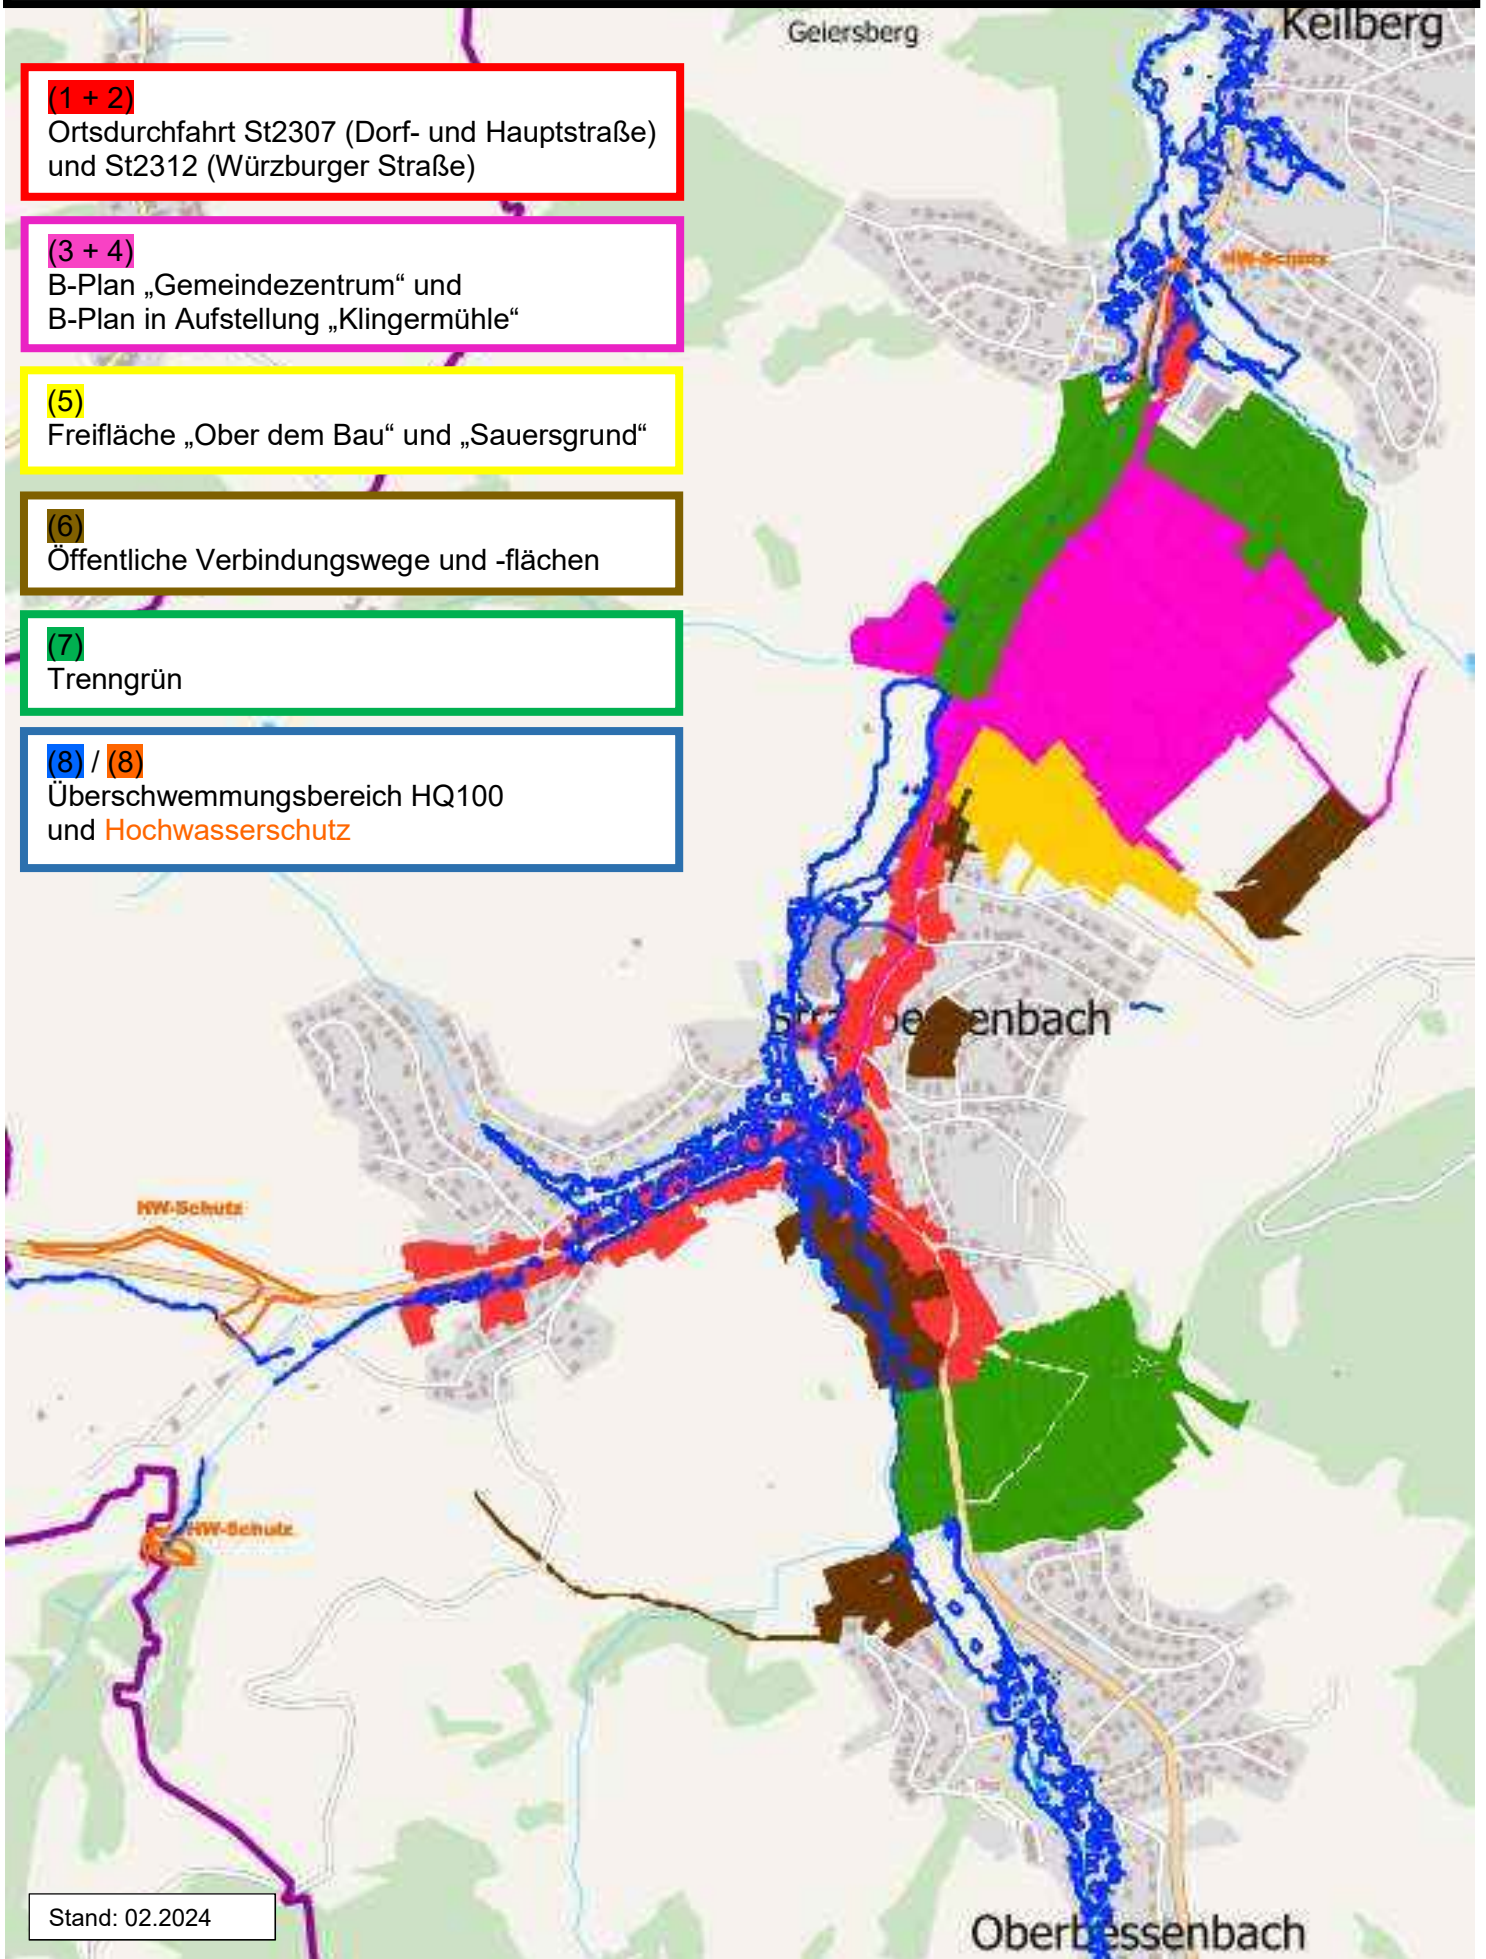 Geiersberg
Keilberg
(1 + 2)
Ortsdurchfahrt St2307 (Dorf- und Hauptstraße)
und St2312 (Würzburger Straße)
(3 + 4)
B-Plan „Gemeindezentrum“ und
B-Plan in Aufstellung „Klingermühle“
(5)
Freifläche „Ober dem Bau“ und „Sauersgrund“
(6)
Öffentliche Verbindungswege und -flächen
(7)
Trenngrün
(8) / (8)
Überschwemmungsbereich HQ100
und Hochwasserschutz
HW-Schutz
Straßbessenbach
HW-Schutz
HW-Schutz
Stand: 02.2024
Oberbessenbach